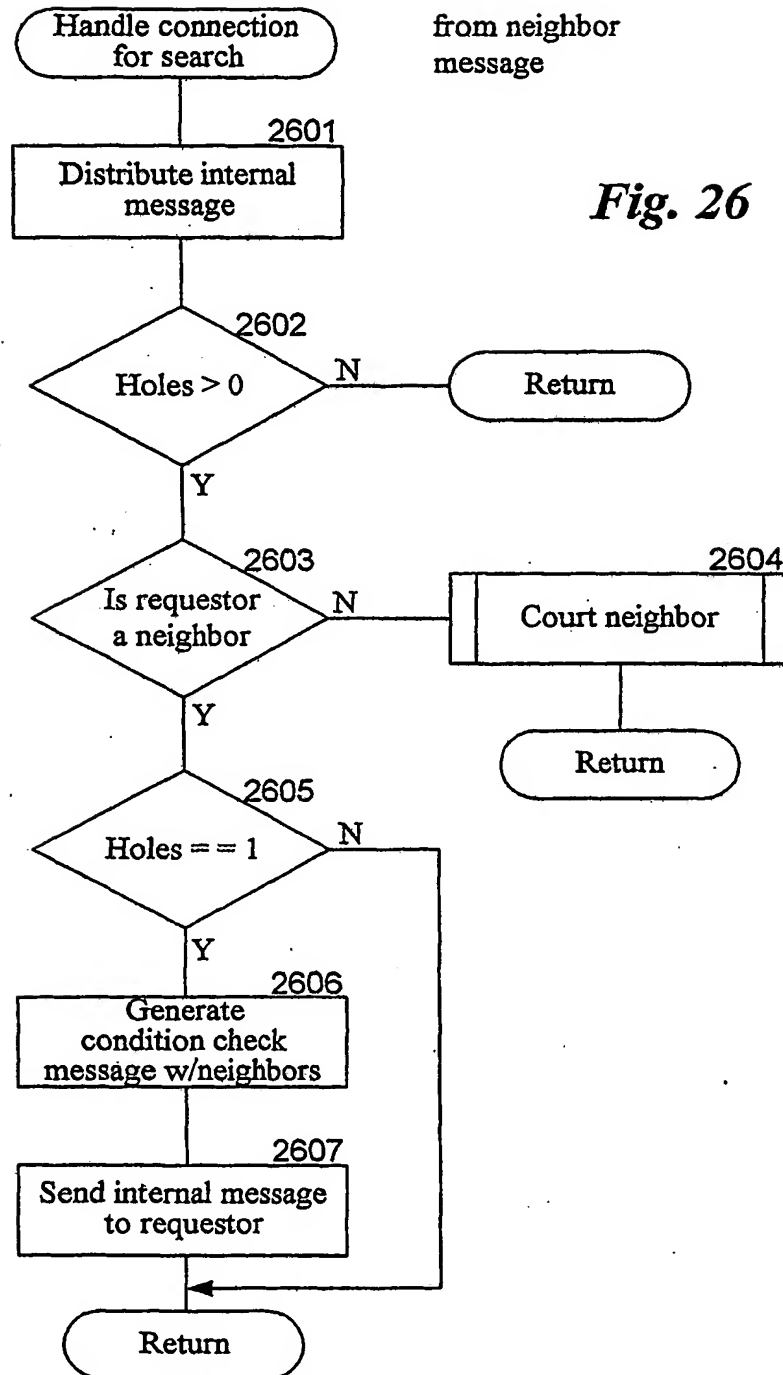 Handle connection
for search
from neighbor
message
2601
Distribute internal
message
Fig. 26
2602
Holes > 0
N
Return
Y
2603
Is requestor
a neighbor
N
2604
Court neighbor
Return
Y
2605
Holes = = 1
N
Y
2606
Generate
condition check
message w/neighbors
2607
Send internal message
to requestor
Return